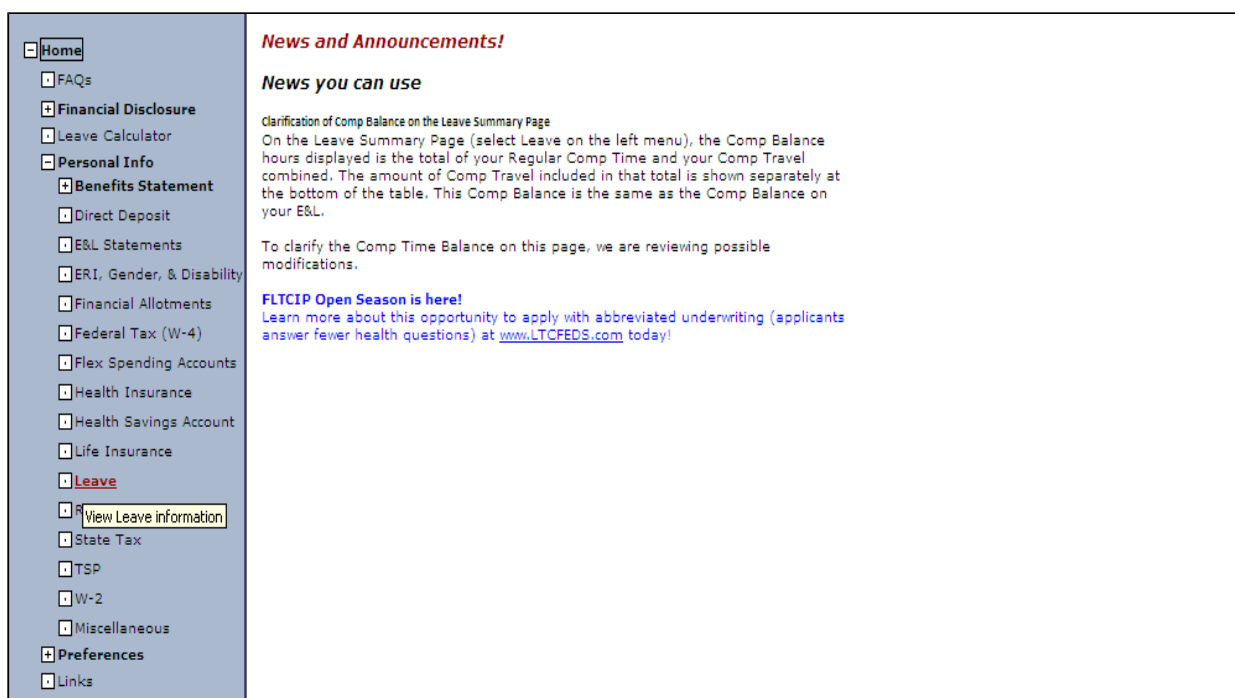 Home
FAQs
Financial Disclosure
Leave Calculator
Personal Info
Benefits Statement
Direct Deposit
E&L Statements
ERI, Gender, & Disability
Financial Allotments
Federal Tax (W-4)
Flex Spending Accounts
Health Insurance
Health Savings Account
Life Insurance
Leave
View Leave information
State Tax
TSP
W-2
Miscellaneous
Preferences
Links
News and Announcements!
News you can use
Clarification of Comp Balance on the Leave Summary Page
On the Leave Summary Page (select Leave on the left menu), the Comp Balance
hours displayed is the total of your Regular Comp Time and your Comp Travel
combined. The amount of Comp Travel included in that total is shown separately at
the bottom of the table. This Comp Balance is the same as the Comp Balance on
your E&L.
To clarify the Comp Time Balance on this page, we are reviewing possible
modifications.
FLTCIP Open Season is here!
Learn more about this opportunity to apply with abbreviated underwriting (applicants
answer fewer health questions) at www.LTCFEDS.com today!